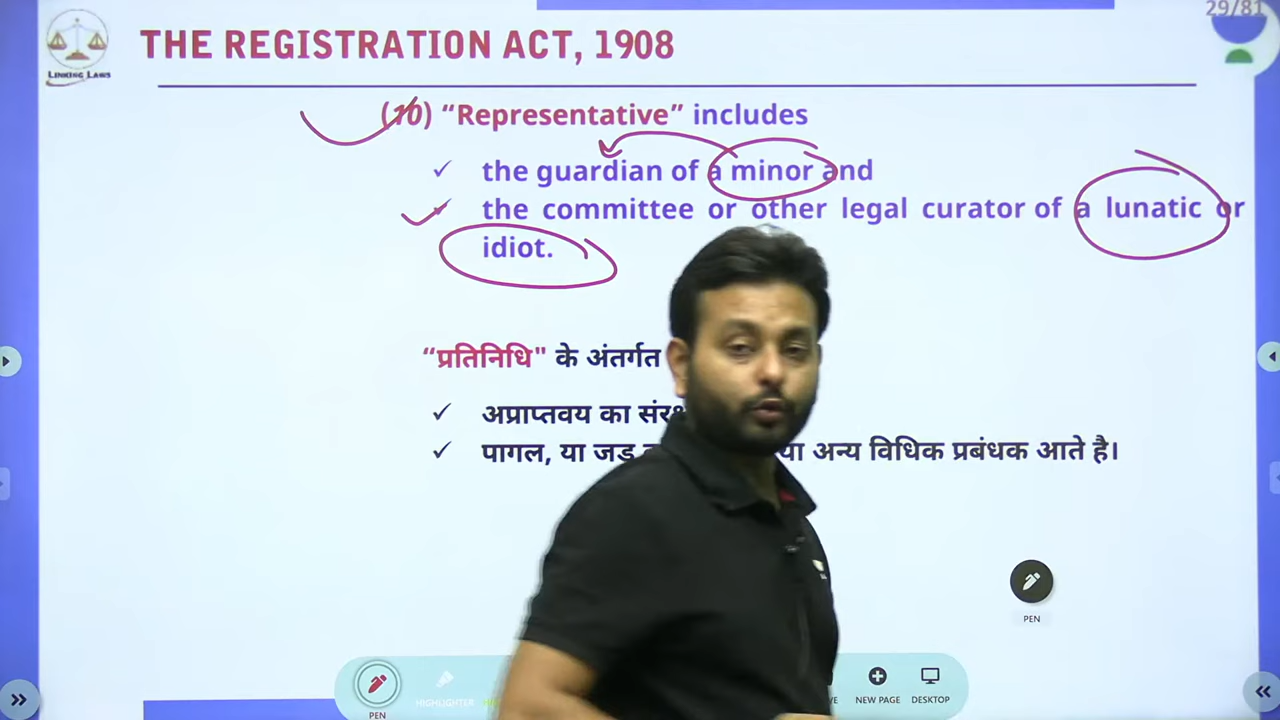 29/81
LINKING LAWS
THE REGISTRATION ACT, 1908
(10) “Representative” includes
✓ the guardian of a minor and
✓ the committee or other legal curator of a lunatic or
idiot.
“प्रतिनिधि" के अंतर्गत
✓ अप्राप्तवय का
✓ पागल, या जड़ या अन्य विधिक प्रबंधक आते है।
PEN
PEN
HIGHLIGHTER
NEW PAGE
DESKTOP